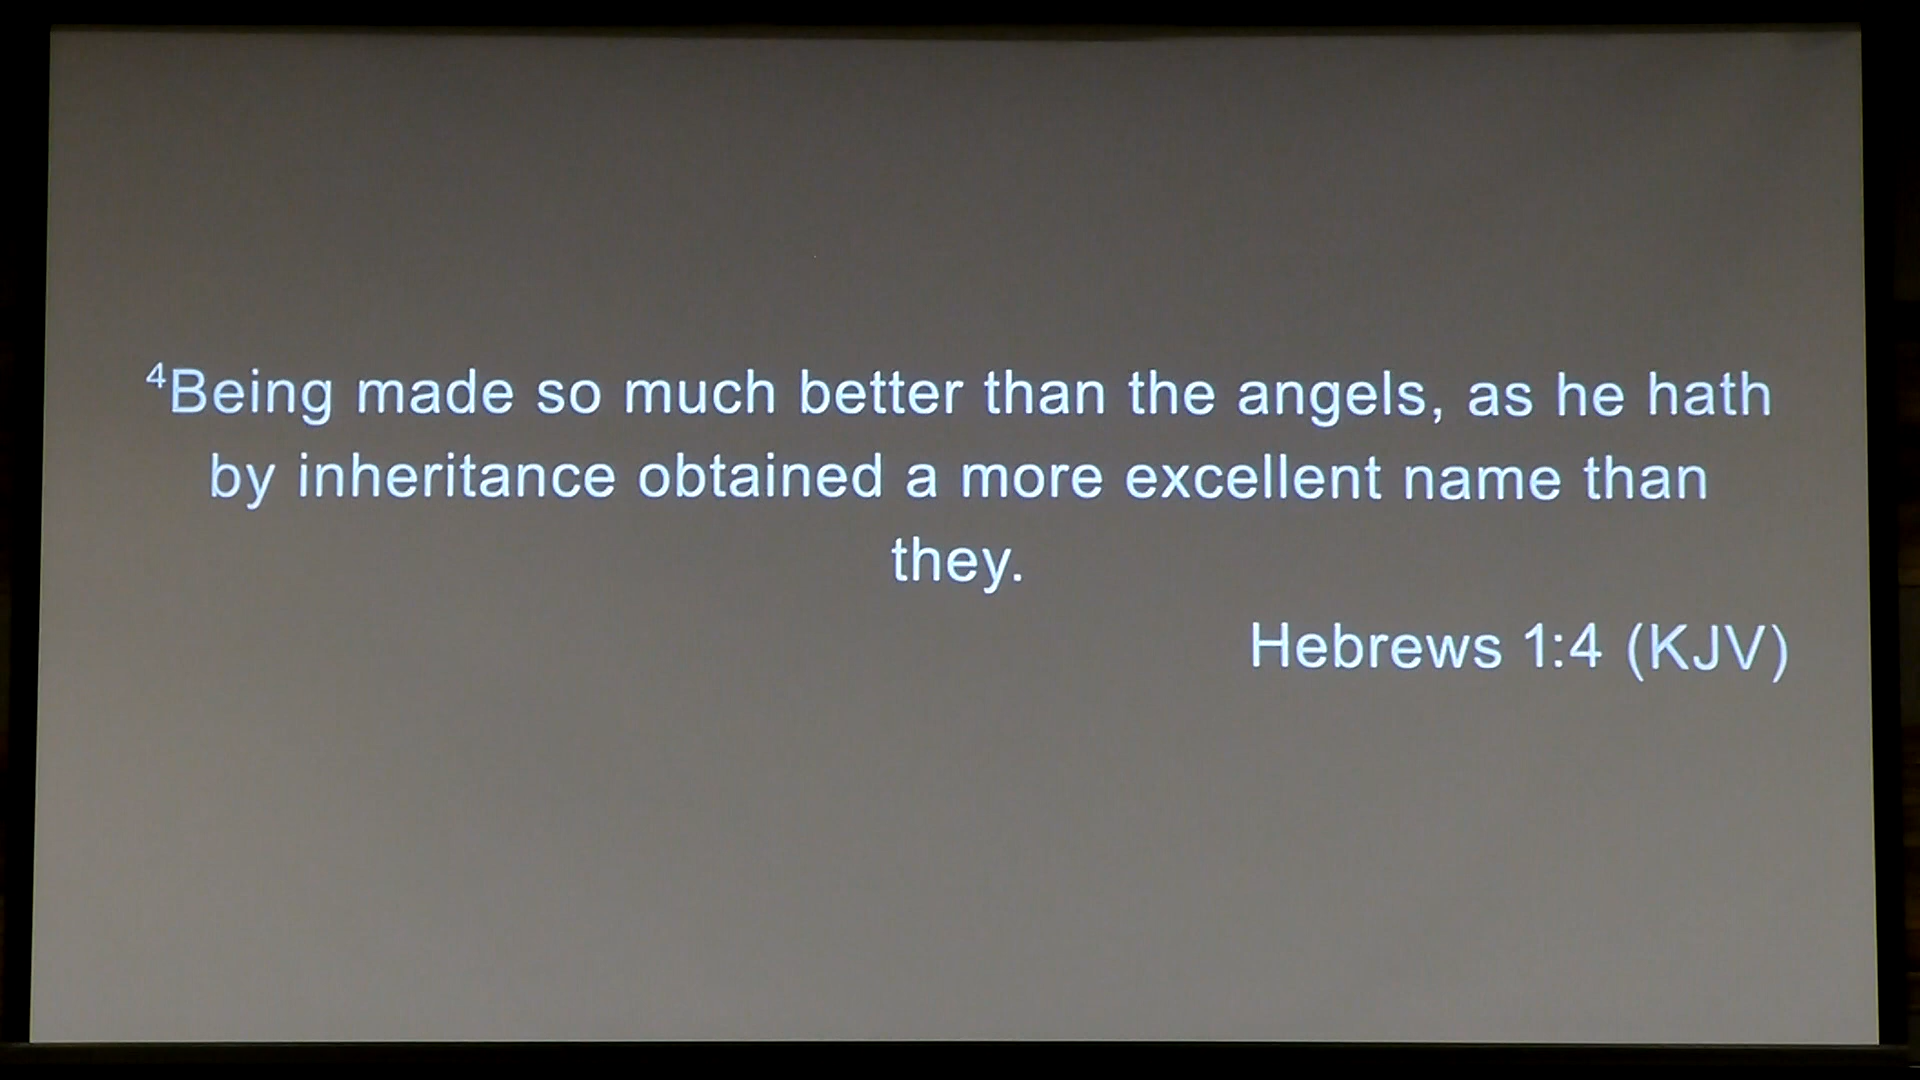 ⁴Being made so much better than the angels, as he hath
by inheritance obtained a more excellent name than
they.
Hebrews 1:4 (KJV)